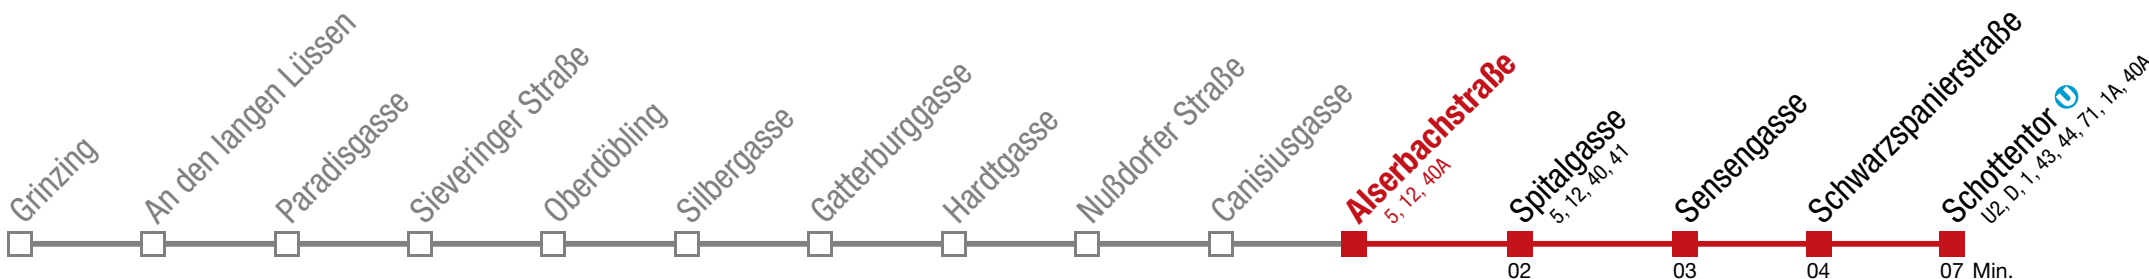 Grinzing
An den langen Lüssen
Paradisgasse
Sieveringer Straße
Oberdöbling
Silbergasse
Gatterburggasse
Hardtgasse
Nußdorfer Straße
Canisiusgasse
Alserbachstraße
5, 12, 40A
Spitalgasse
5, 12, 40, 41
Sensengasse
Schwarzspanierstraße
Schottentor U
U2, D, 1, 43, 44, 71, 1A, 40A
02 03 04 07 Min.